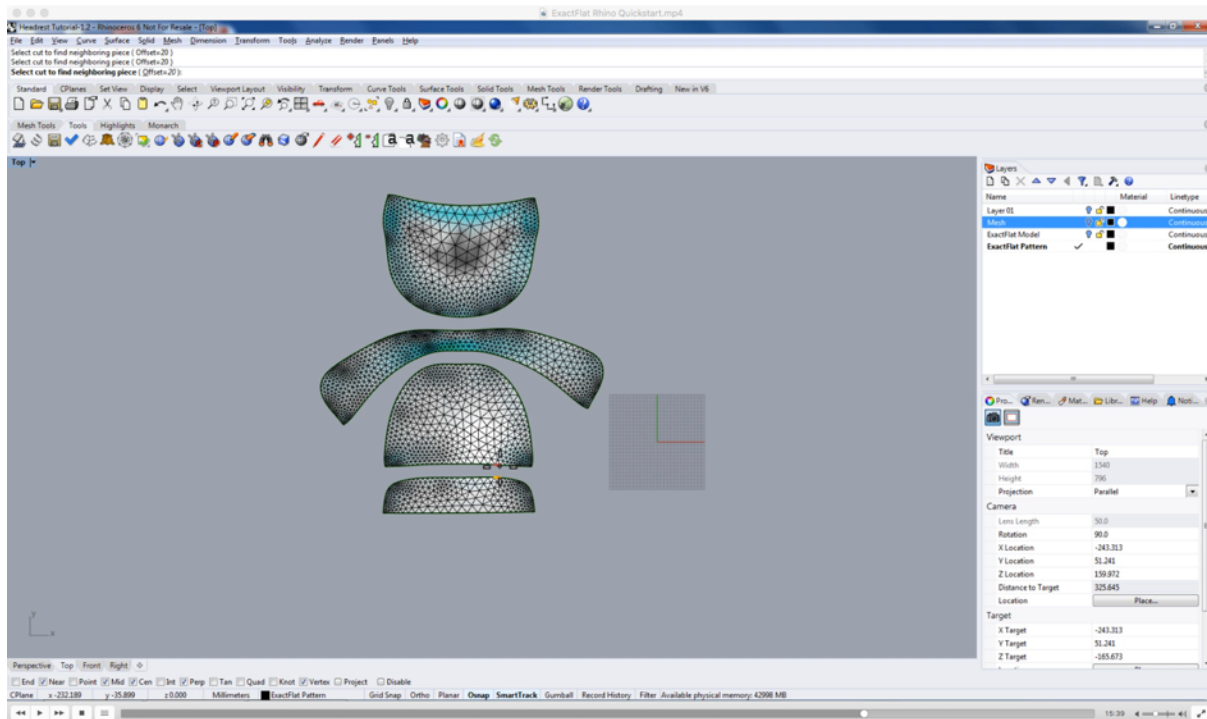 ExactFlat Rhino Quickstart.mp4
Headrest Tutorial-1.2 - Rhinoceros 6 Not For Resale - [Top]
File Edit View Curve Surface Solid Mesh Dimension Transform Tools Analyze Render Panels Help
Select cut to find neighboring piece ( Offset=20 )
Select cut to find neighboring piece ( Offset=20 )
Select cut to find neighboring piece ( Offset=20 ):
Standard CPlanes Set View Display Select Viewport Layout Visibility Transform Curve Tools Surface Tools Solid Tools Mesh Tools Render Tools Drafting New in V6
Mesh Tools Tools Highlights Monarch
Top
Layers
Name Material Linetype
Layer 01 Continuous
Mesh Continuous
ExactFlat Model Continuous
ExactFlat Pattern Continuous
Pro... Ren... Mat... Libr... Help Noti...
Viewport
Title Top
Width 1540
Height 796
Projection Parallel
Camera
Lens Length 50.0
Rotation 90.0
X Location -243.313
Y Location 51.241
Z Location 159.972
Distance to Target 325.645
Location Place...
Target
X Target -243.313
Y Target 51.241
Z Target -165.673
y
x
Perspective Top Front Right
End Near Point Mid Cen Int Perp Tan Quad Knot Vertex Project Disable
CPlane x -232.189 y -35.899 z 0.000 Millimeters ExactFlat Pattern Grid Snap Ortho Planar Osnap SmartTrack Gumball Record History Filter Available physical memory: 42998 MB
15:39